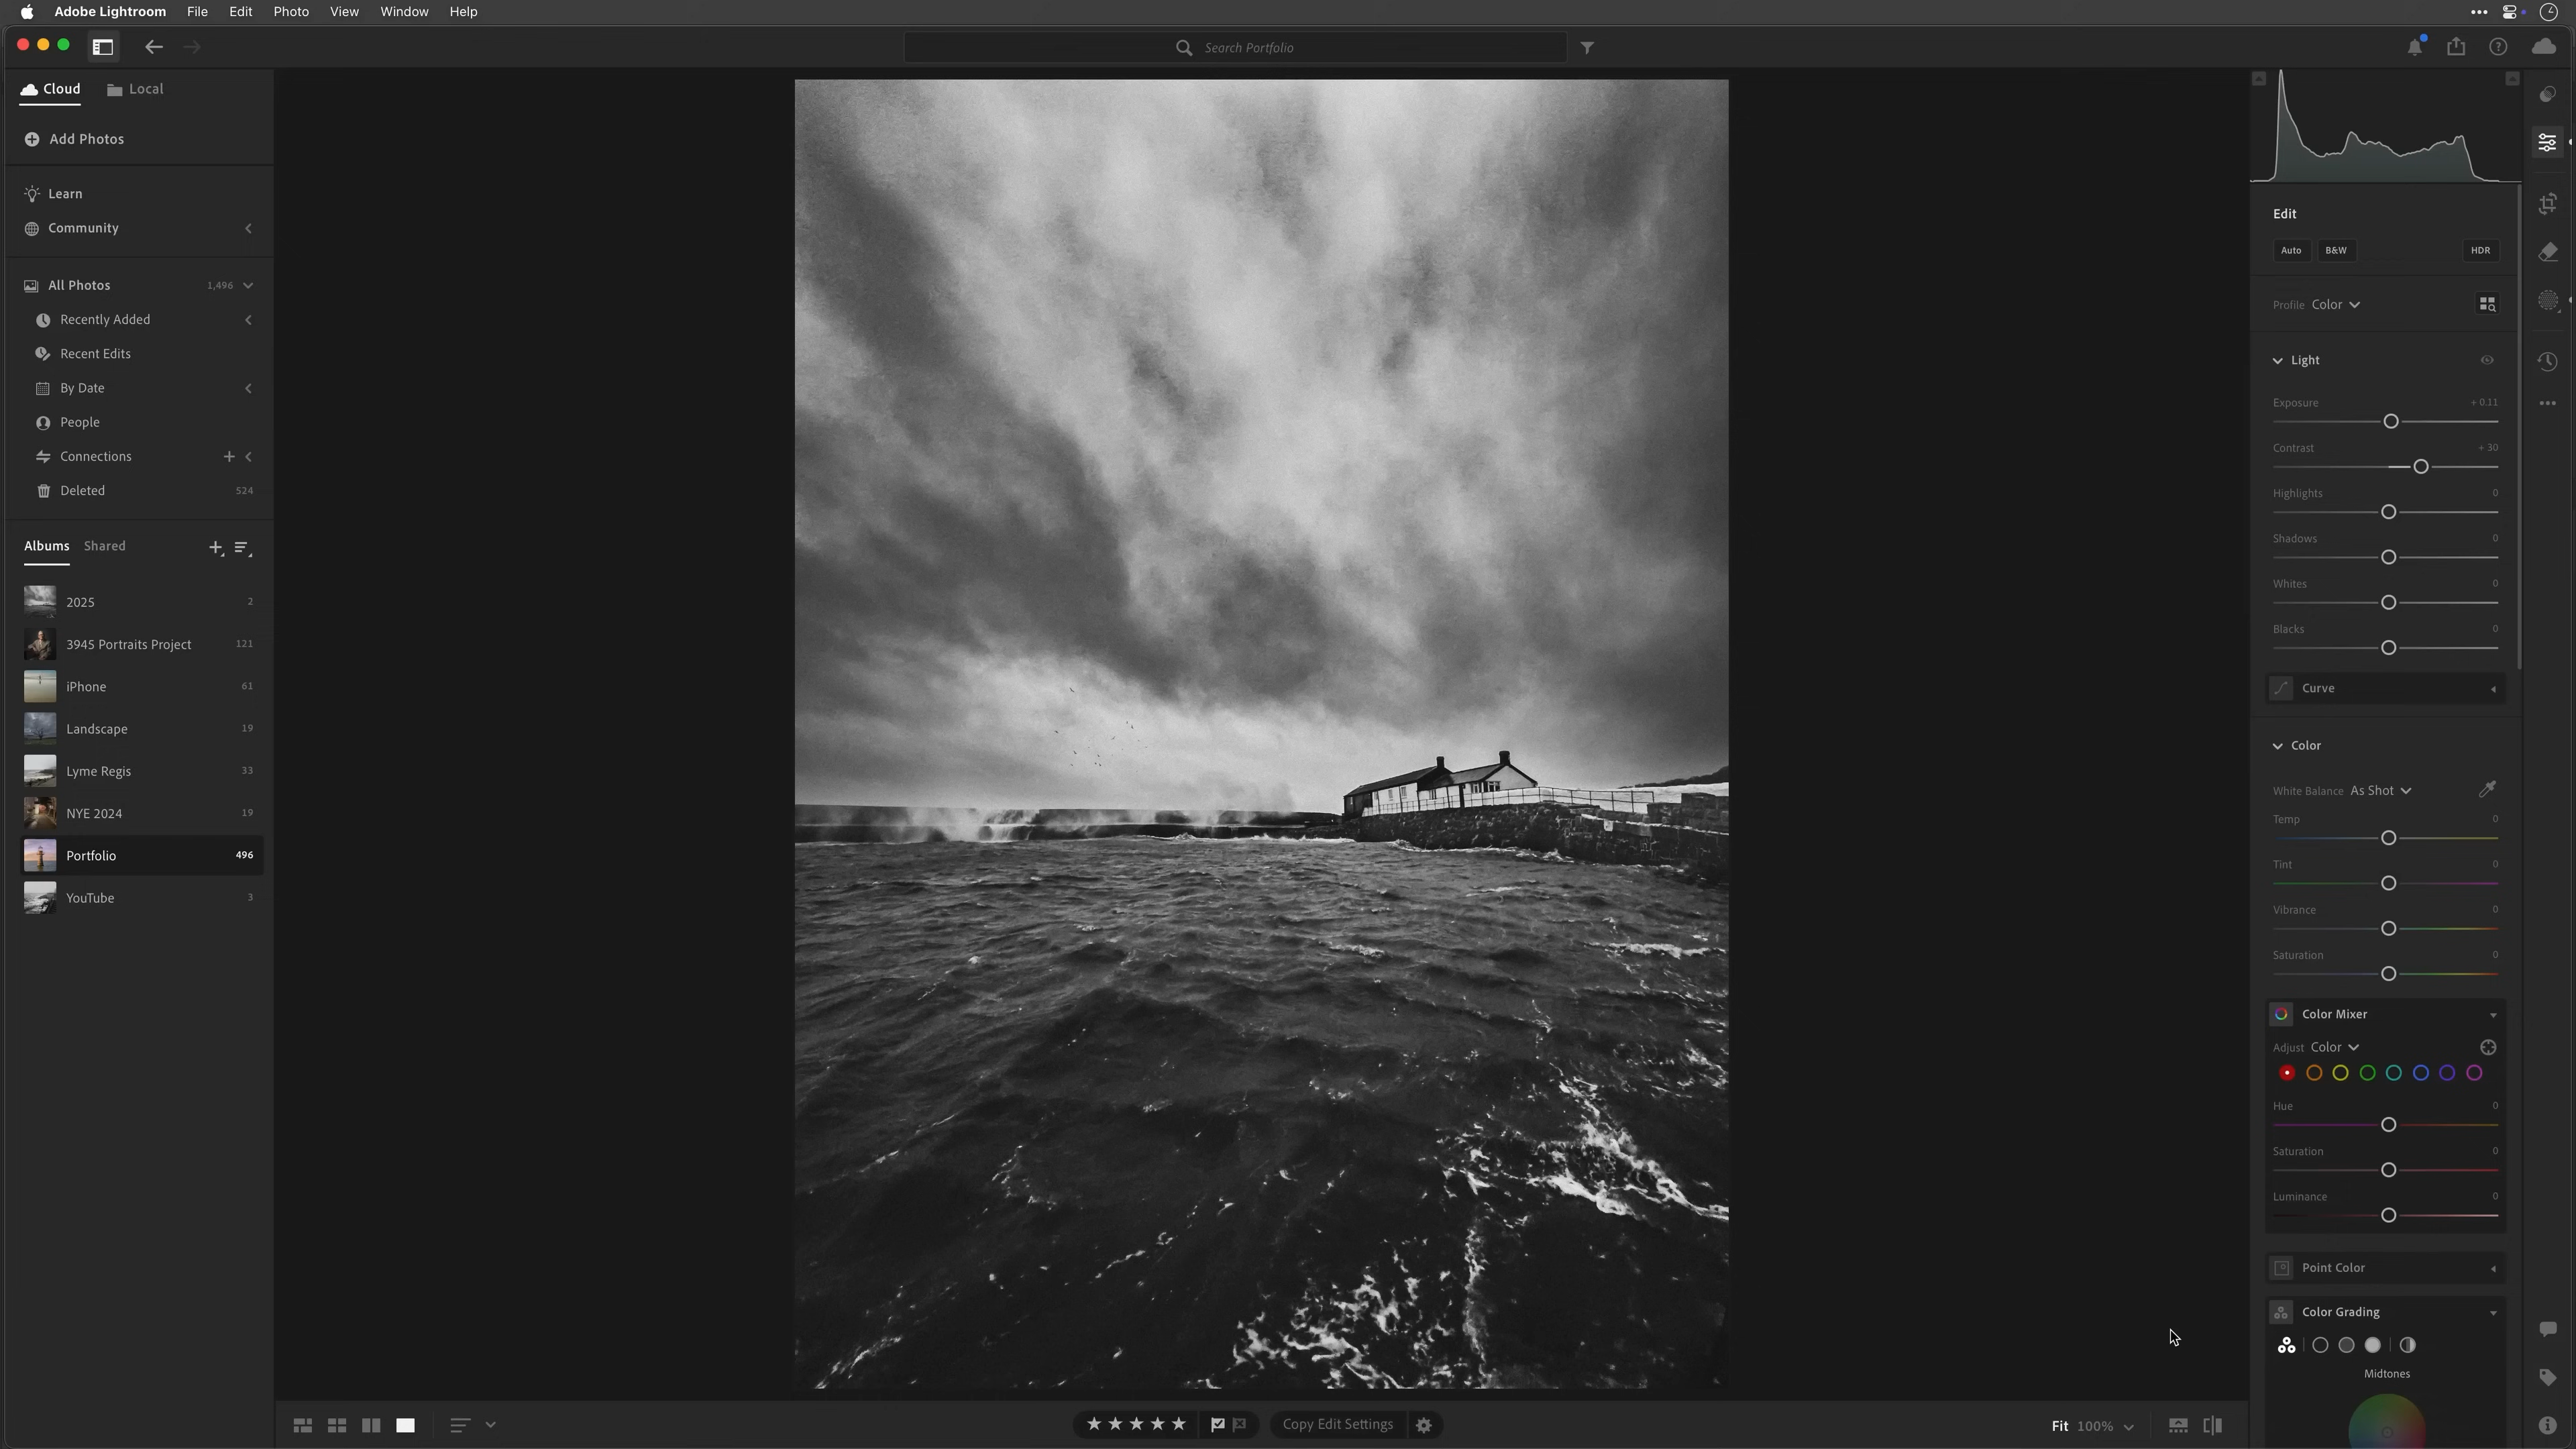 Adobe Lightroom File Edit Photo View Window Help
Search Portfolio
Cloud Local
Add Photos
Learn
Community
All Photos 1,496
Recently Added
Recent Edits
By Date
People
Connections
Deleted 524
Albums Shared
2025 2
3945 Portraits Project 121
iPhone 61
Landscape 19
Lyme Regis 33
NYE 2024 19
Portfolio 496
YouTube 3
Copy Edit Settings
Fit 100%
Edit
Auto B&W HDR
Profile Color
Light
Exposure + 0.11
Contrast + 30
Highlights 0
Shadows 0
Whites 0
Blacks 0
Curve
Color
White Balance As Shot
Temp 0
Tint 0
Vibrance 0
Saturation 0
Color Mixer
Adjust Color
Hue 0
Saturation 0
Luminance 0
Point Color
Color Grading
Midtones